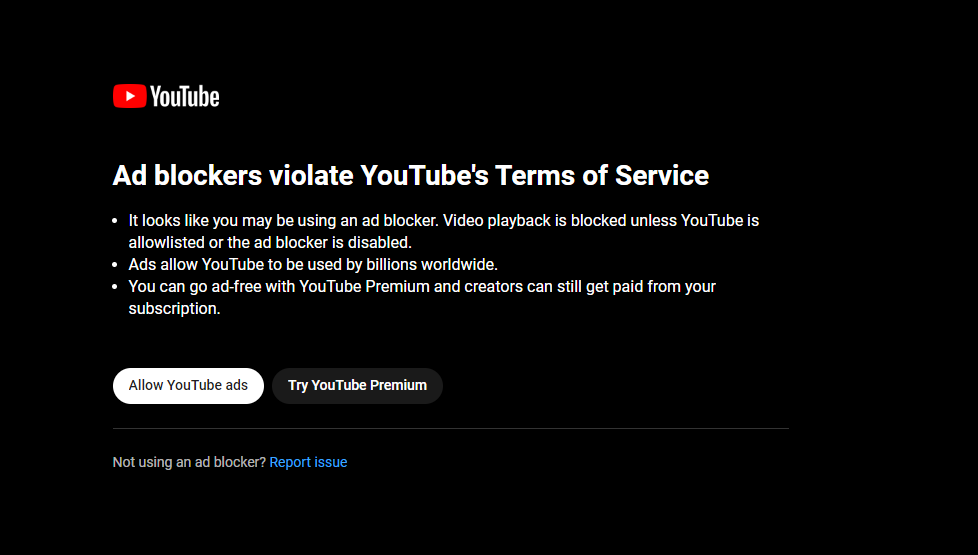 YouTube
Ad blockers violate YouTube's Terms of Service
• It looks like you may be using an ad blocker. Video playback is blocked unless YouTube is
allowlisted or the ad blocker is disabled.
• Ads allow YouTube to be used by billions worldwide.
• You can go ad-free with YouTube Premium and creators can still get paid from your
subscription.
Allow YouTube ads Try YouTube Premium
Not using an ad blocker? Report issue